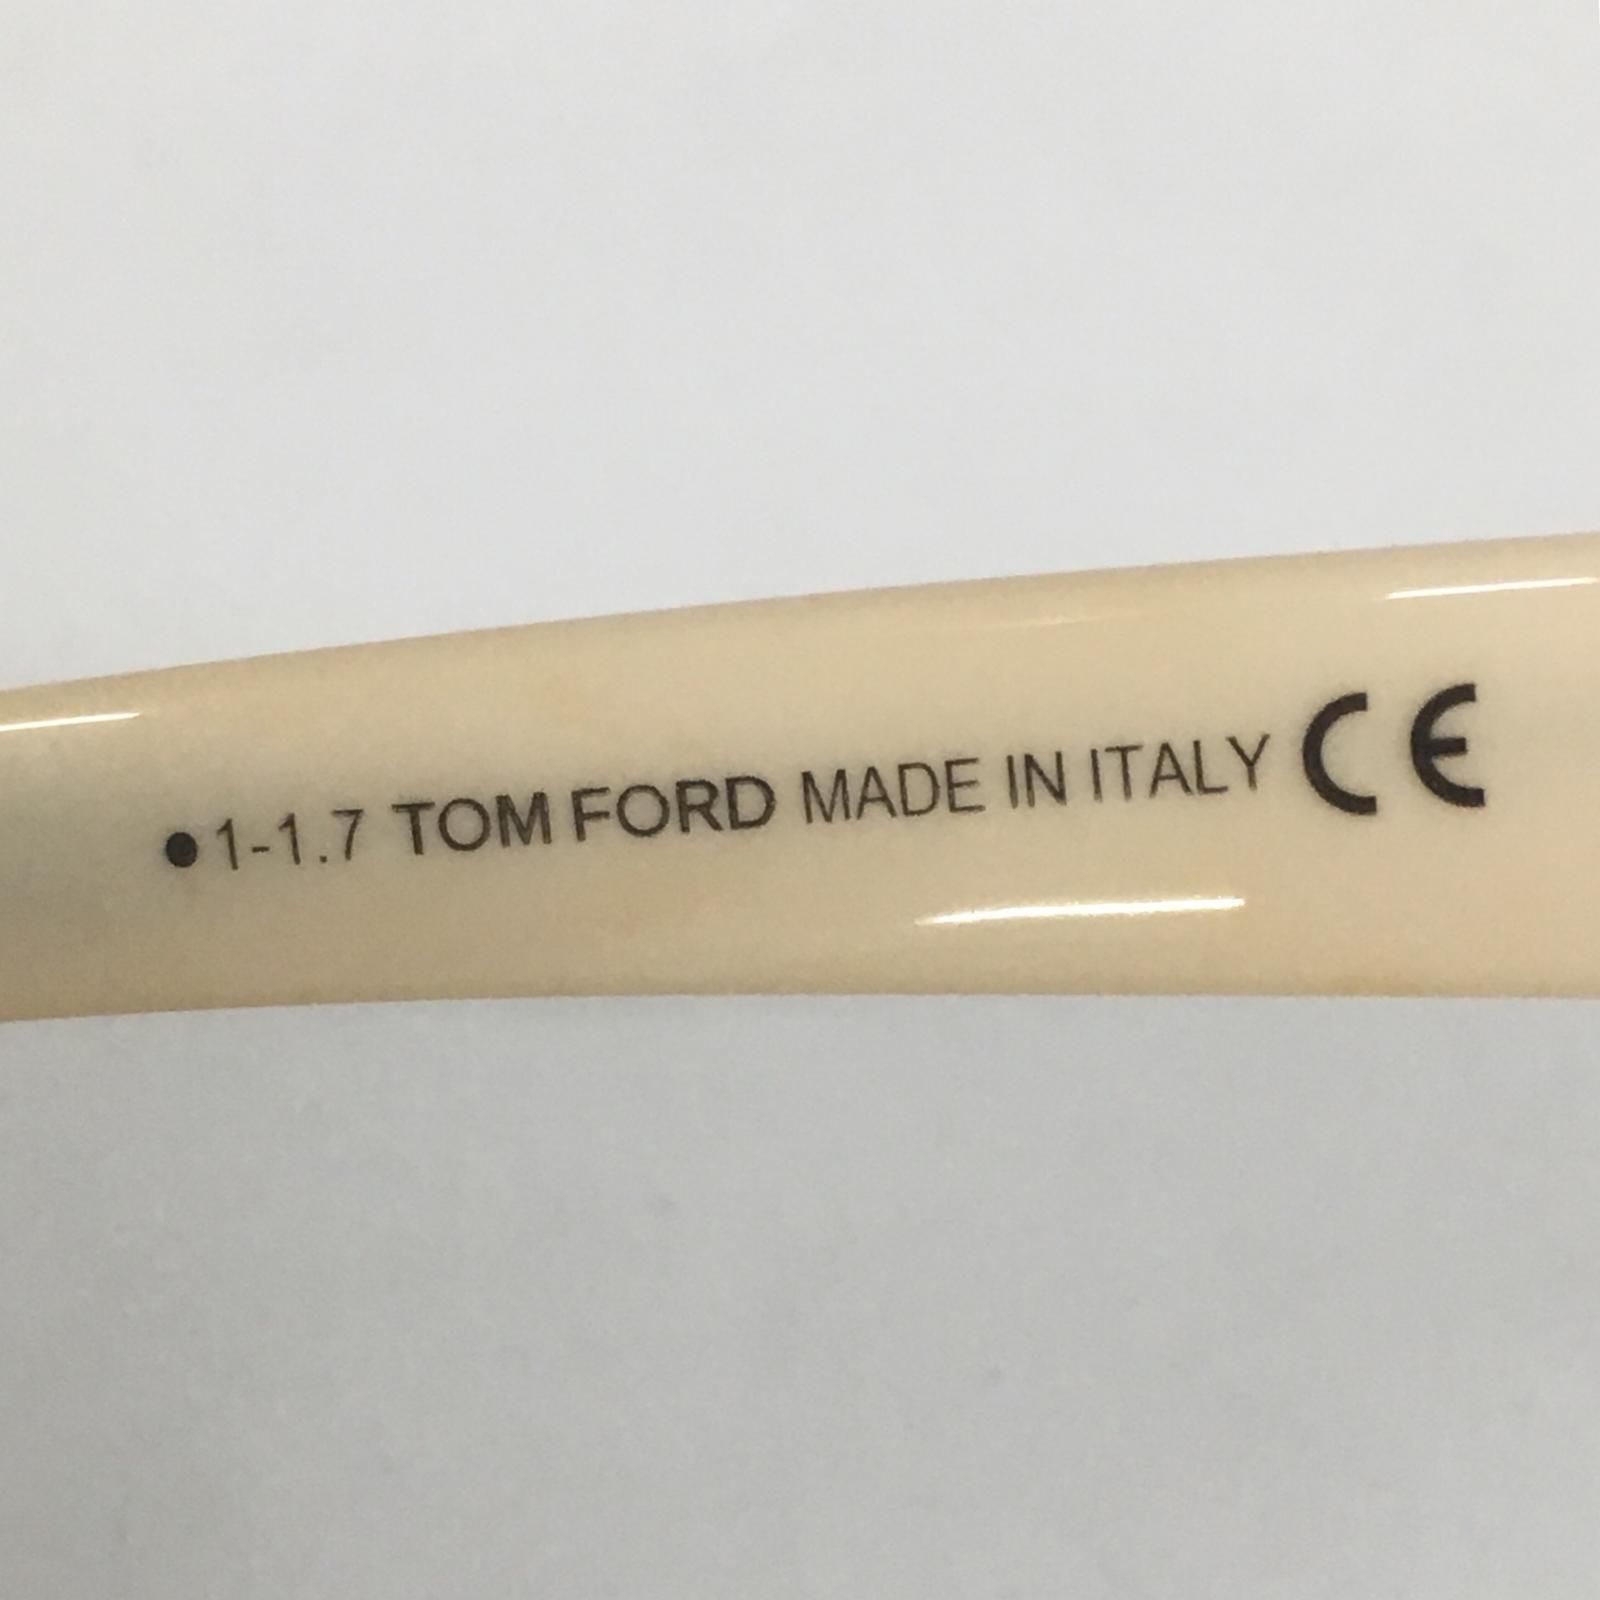 ●1-1.7 TOM FORD MADE IN ITALY CE